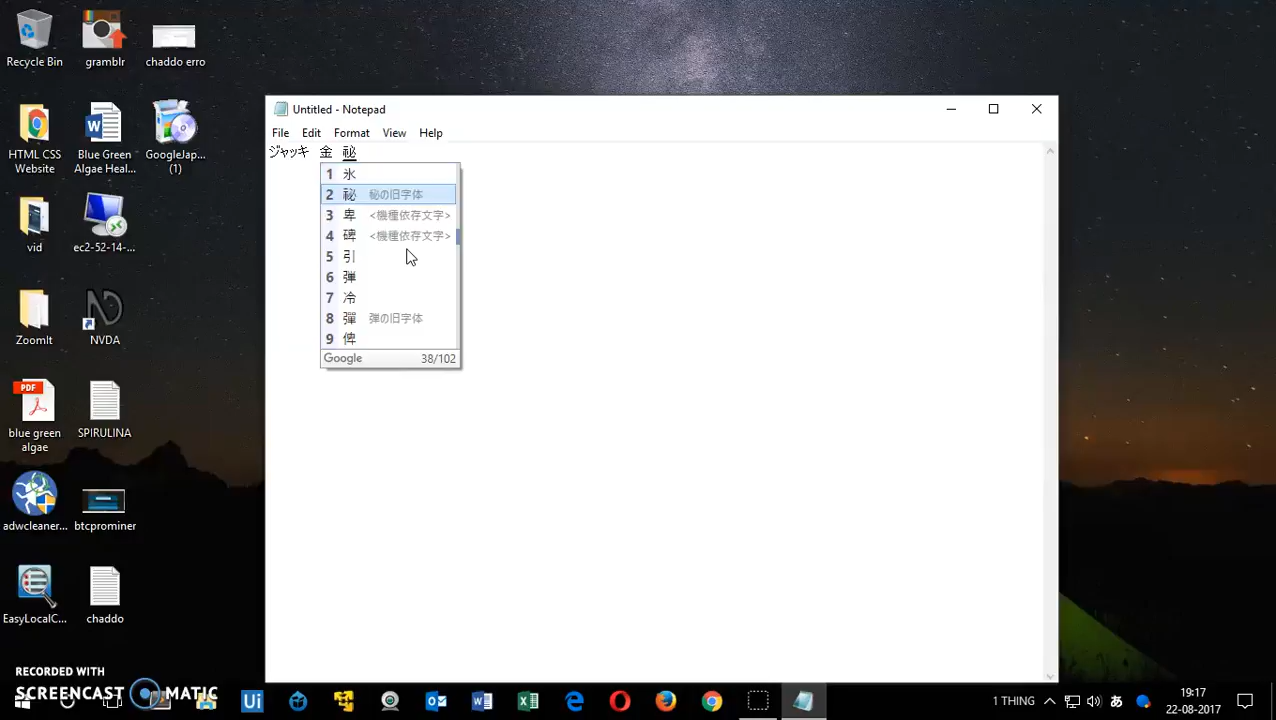 Recycle Bin
gramblr
chaddo erro
HTML CSS
Website
Blue Green
Algae Heal...
GoogleJap...
(1)
vid
ec2-52-14-...
ZoomIt
NVDA
PDF
blue green
algae
SPIRULINA
adwcleaner...
btcprominer
EasyLocalC...
chaddo
Untitled - Notepad
File Edit Format View Help
ジャッキ 金 祕
1 氷
2 祕 秘の旧字体
3 卑 <機種依存文字>
4 碑 <機種依存文字>
5 引
6 弾
7 冷
8 彈 弾の旧字体
9 俾
Google 38/102
RECORDED WITH
SCREENCAST MATIC
Ui
1 THING
あ
19:17
22-08-2017